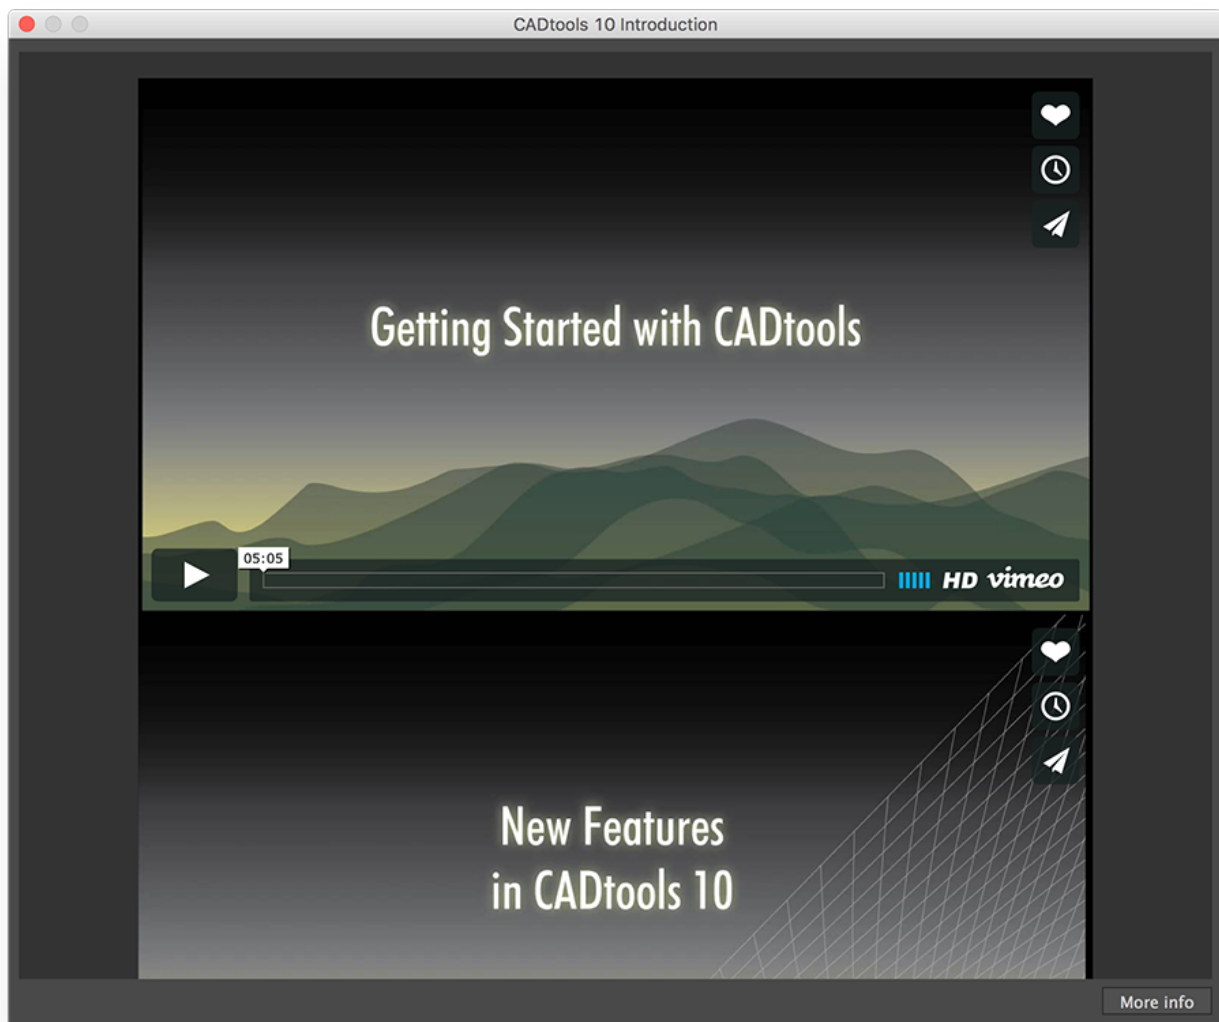 CADtools 10 Introduction
Getting Started with CADtools
05:05
HD vimeo
New Features
in CADtools 10
More info